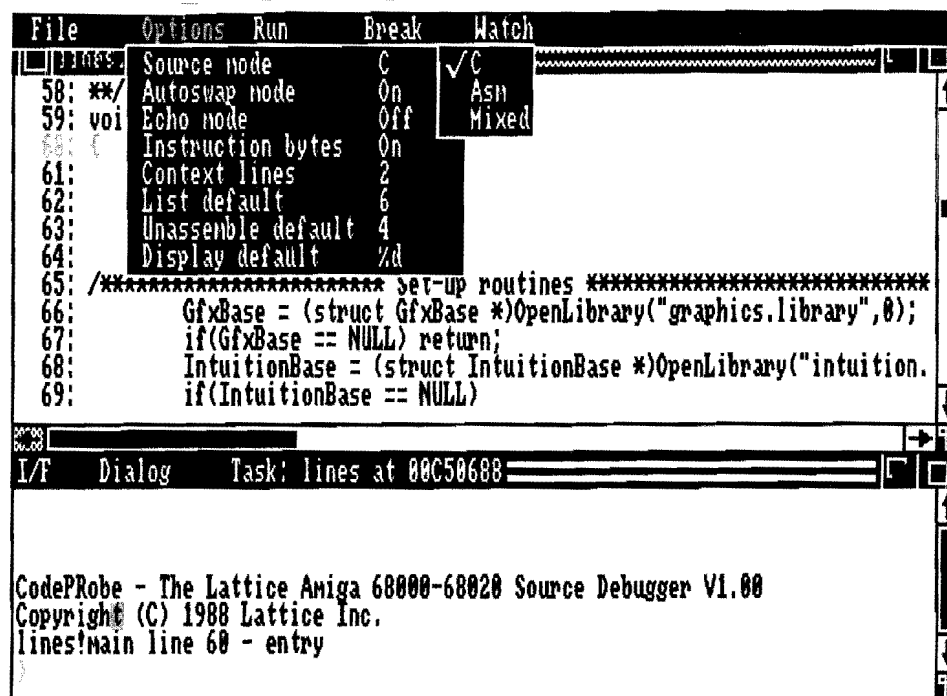 File Options Run Break Watch
lines.
Source mode C ✓C
58: **/ Autoswap mode On Asm
59: voi Echo mode Off Mixed
60: { Instruction bytes On
61: Context lines 2
62: List default 6
63: Unassemble default 4
64: Display default %d
65: /************************** Set-up routines *****************************
66: GfxBase = (struct GfxBase *)OpenLibrary("graphics.library",0);
67: if(GfxBase == NULL) return;
68: IntuitionBase = (struct IntuitionBase *)OpenLibrary("intuition.
69: if(IntuitionBase == NULL)
I/F Dialog Task: lines at 00C50688
CodePRobe - The Lattice Amiga 68000-68020 Source Debugger V1.00
Copyright (C) 1988 Lattice Inc.
lines!main line 60 - entry
>